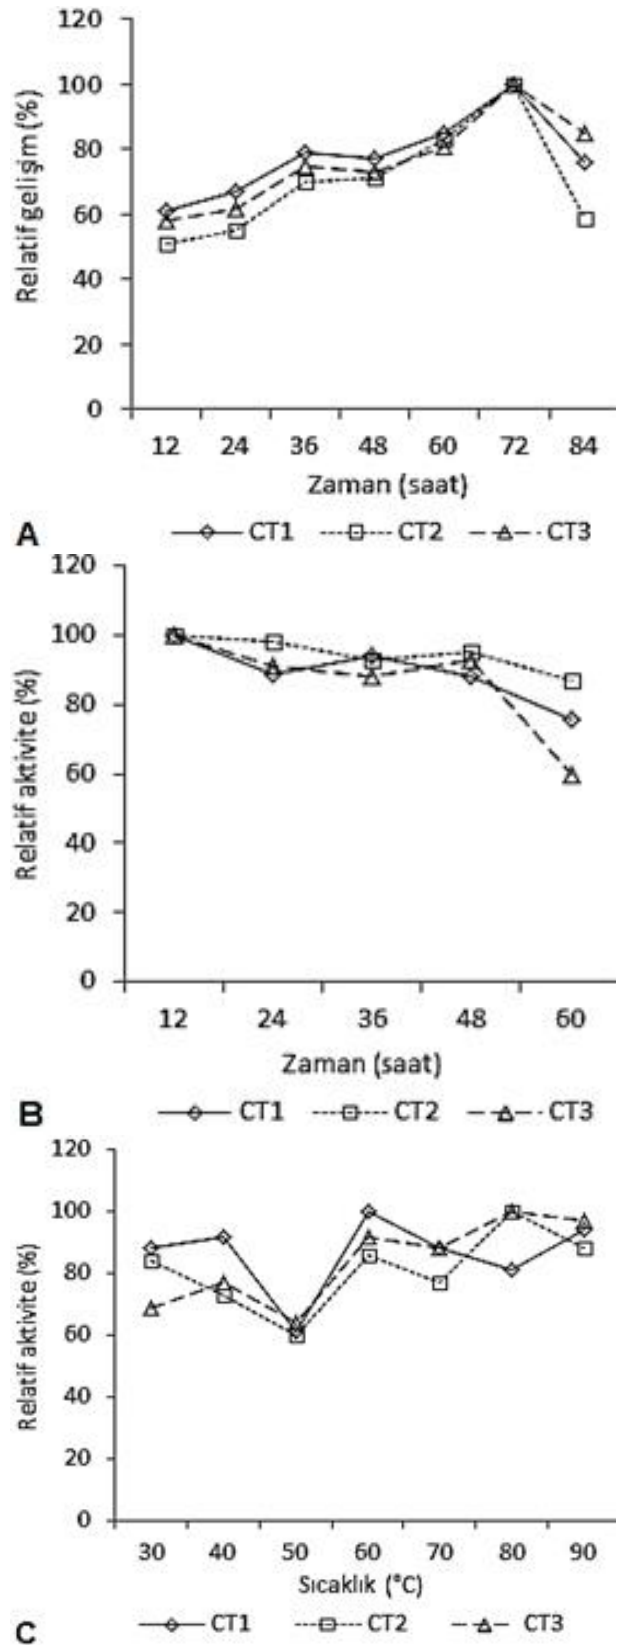 120
100
80
60
40
20
0
Relatif gelişim (%)
12 24 36 48 60 72 84
Zaman (saat)
A
CT1 CT2 CT3
120
100
80
60
40
20
0
Relatif aktivite (%)
12 24 36 48 60
Zaman (saat)
B
CT1 CT2 CT3
120
100
80
60
40
20
0
Relatif aktivite (%)
30 40 50 60 70 80 90
Sıcaklık (°C)
C
CT1 CT2 CT3